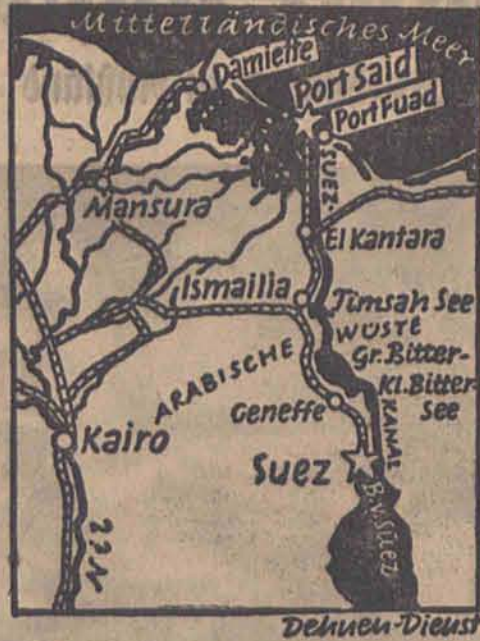 Mittelländisches Meer
Damiette
Port Said
Port Fuad
SUEZ-
Mansura
El Kantara
Ismailia
Timsah See
WÜSTE
Gr. Bitter-
Kl. Bitter-
See
ARABISCHE
KANAL
Geneffe
Kairo
Suez
B.v. Suez
Nil
Dehnen-Dienst